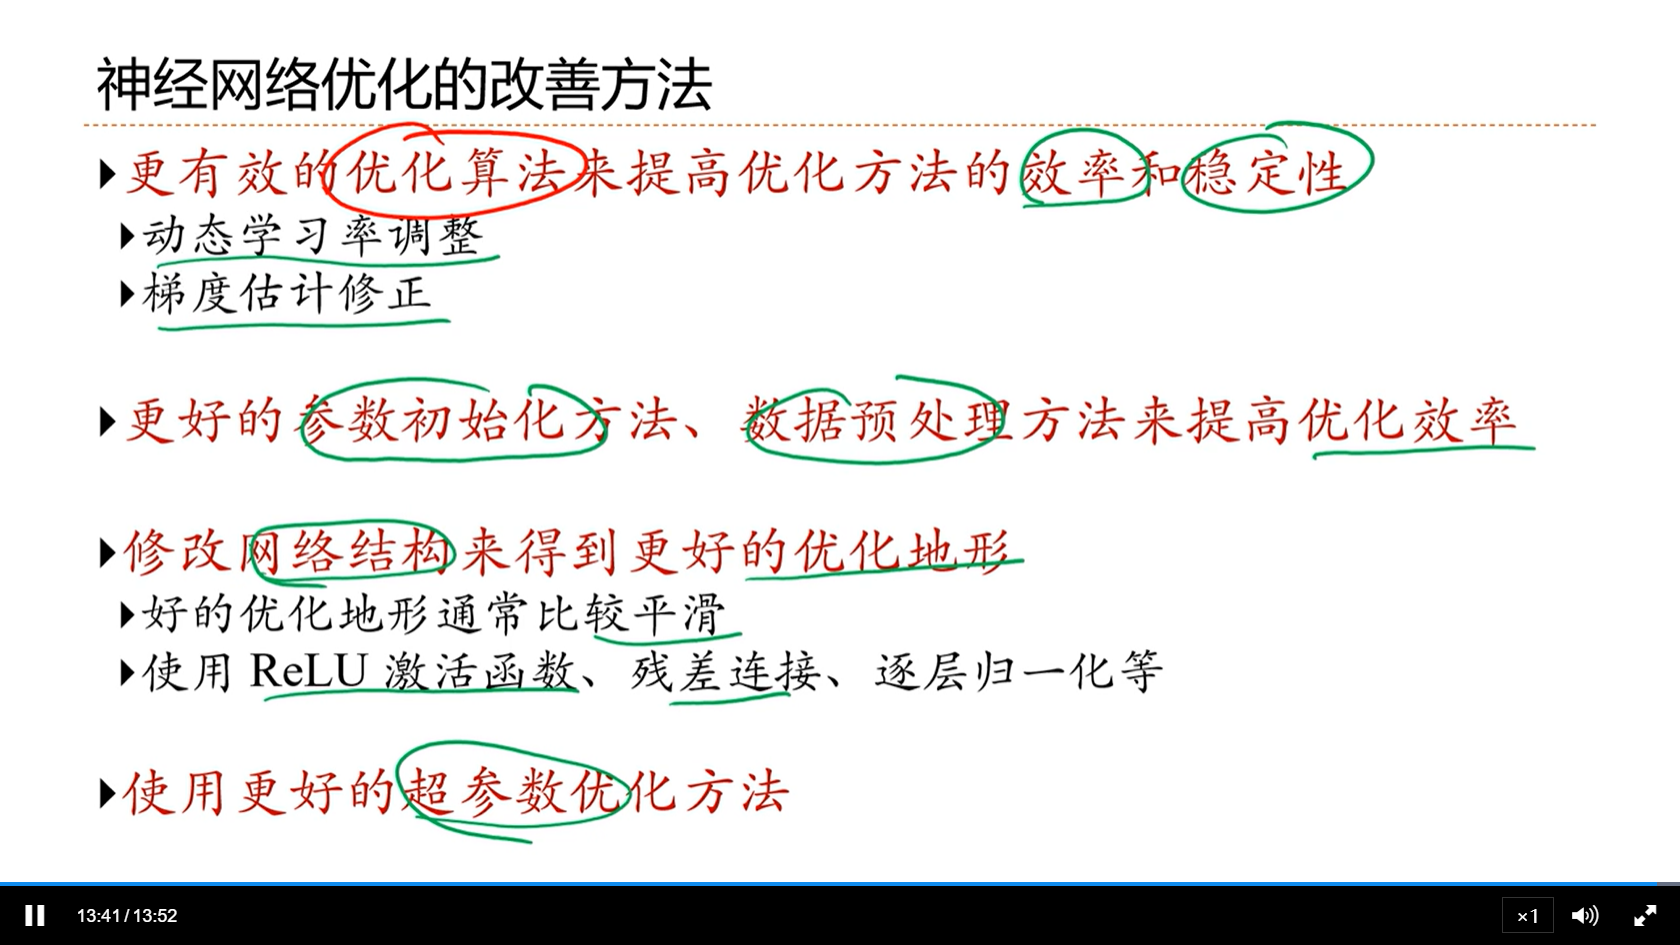 神经网络优化的改善方法
更有效的优化算法来提高优化方法的效率和稳定性
动态学习率调整
梯度估计修正
更好的参数初始化方法、数据预处理方法来提高优化效率
修改网络结构来得到更好的优化地形
好的优化地形通常比较平滑
使用 ReLU 激活函数、残差连接、逐层归一化等
使用更好的超参数优化方法
13:41 / 13:52
×1